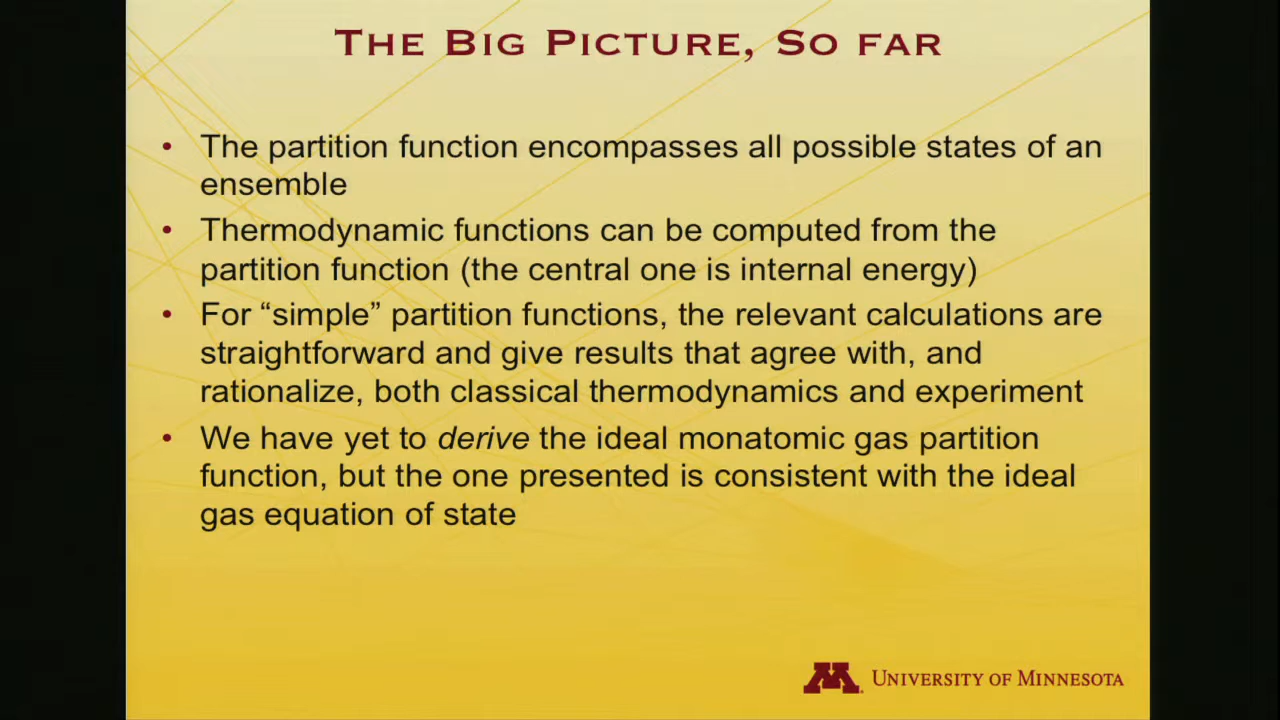 The Big Picture, So far
• The partition function encompasses all possible states of an
ensemble
• Thermodynamic functions can be computed from the
partition function (the central one is internal energy)
• For “simple” partition functions, the relevant calculations are
straightforward and give results that agree with, and
rationalize, both classical thermodynamics and experiment
• We have yet to derive the ideal monatomic gas partition
function, but the one presented is consistent with the ideal
gas equation of state
M University of Minnesota